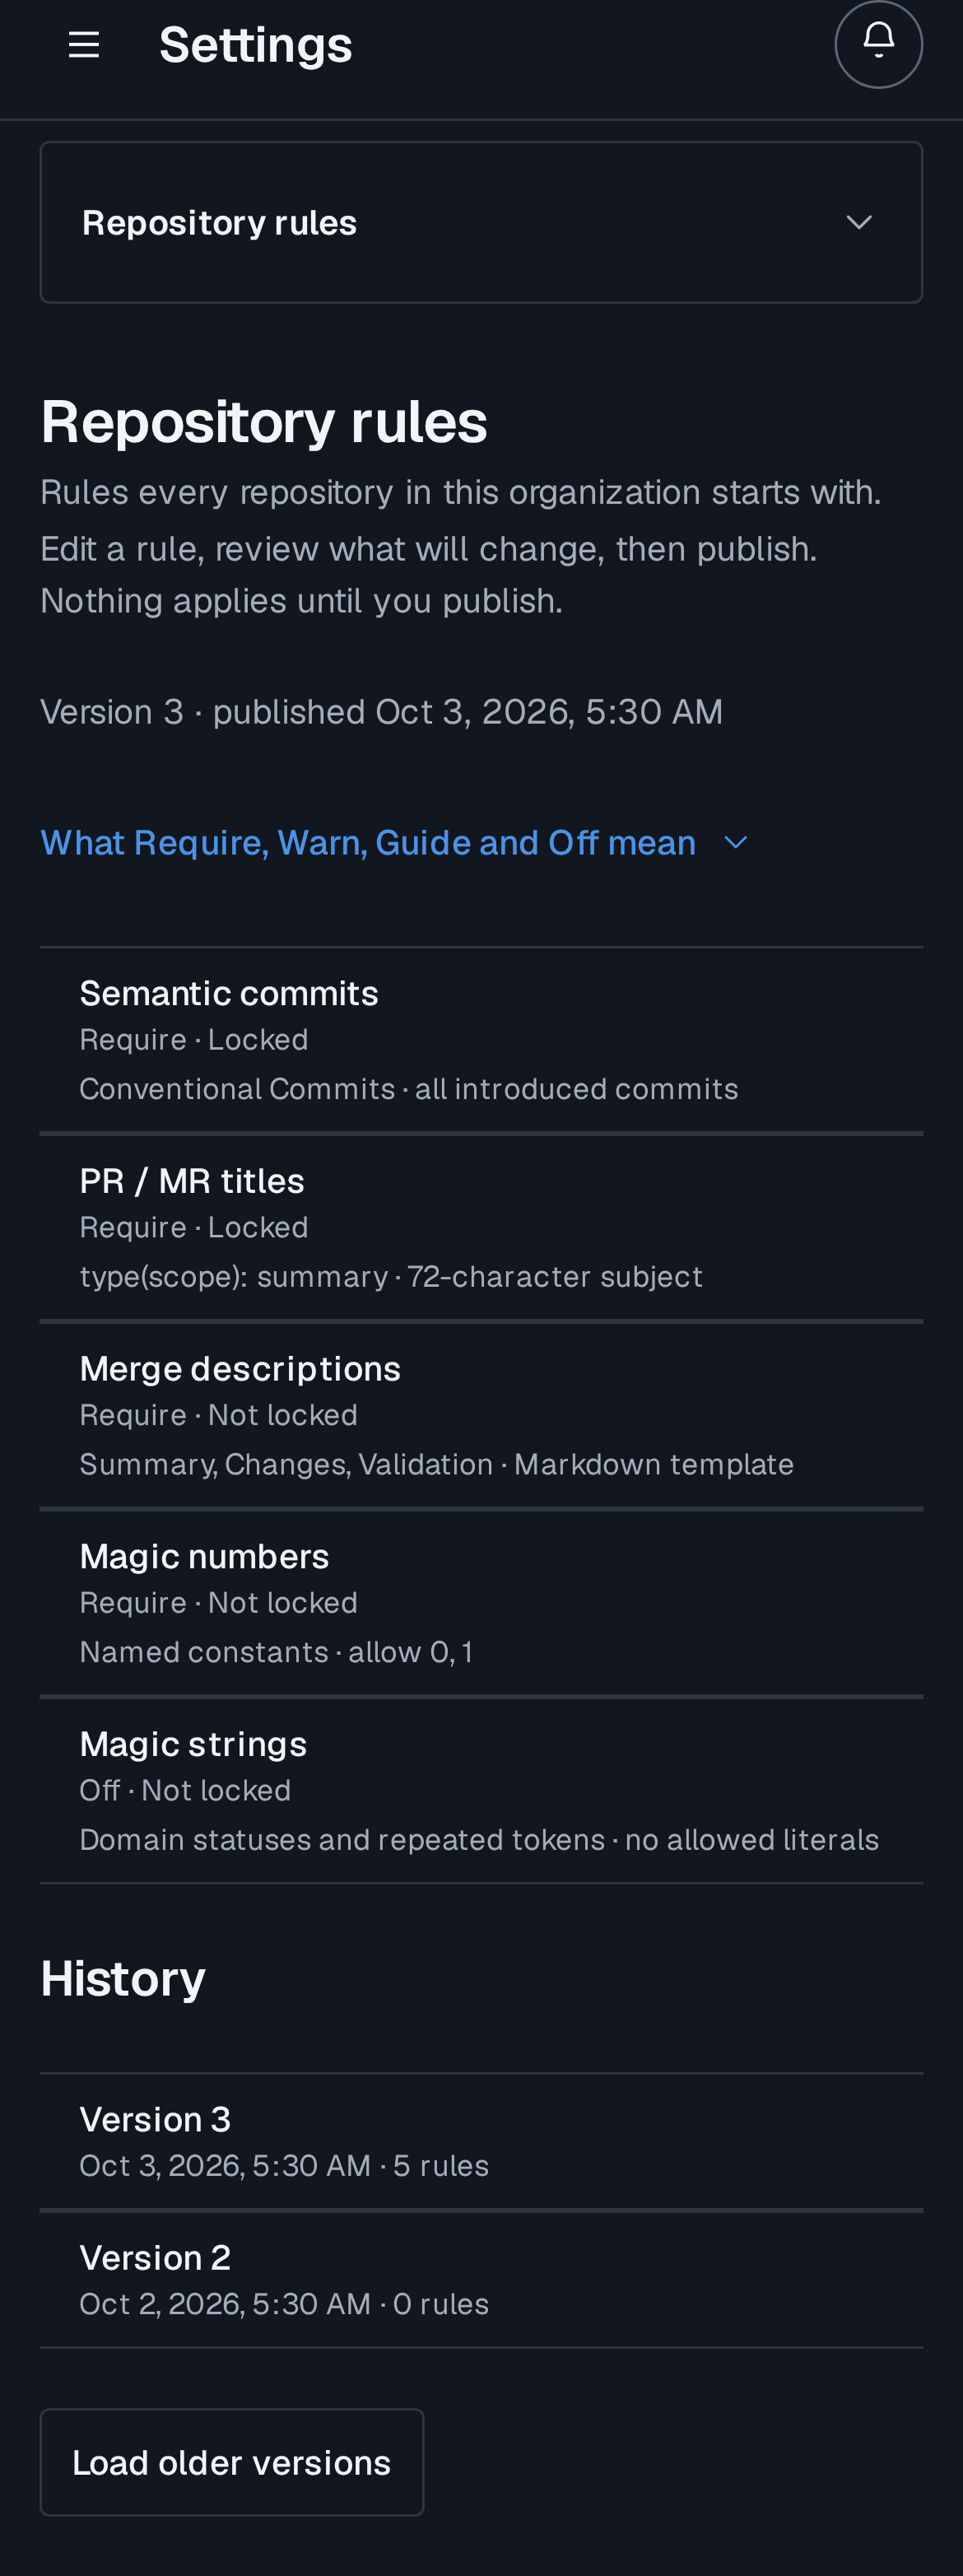 Settings
Repository rules
Repository rules
Rules every repository in this organization starts with.
Edit a rule, review what will change, then publish.
Nothing applies until you publish.
Version 3 · published Oct 3, 2026, 5:30 AM
What Require, Warn, Guide and Off mean
Semantic commits
Require · Locked
Conventional Commits · all introduced commits
PR / MR titles
Require · Locked
type(scope): summary · 72-character subject
Merge descriptions
Require · Not locked
Summary, Changes, Validation · Markdown template
Magic numbers
Require · Not locked
Named constants · allow 0, 1
Magic strings
Off · Not locked
Domain statuses and repeated tokens · no allowed literals
History
Version 3
Oct 3, 2026, 5:30 AM · 5 rules
Version 2
Oct 2, 2026, 5:30 AM · 0 rules
Load older versions